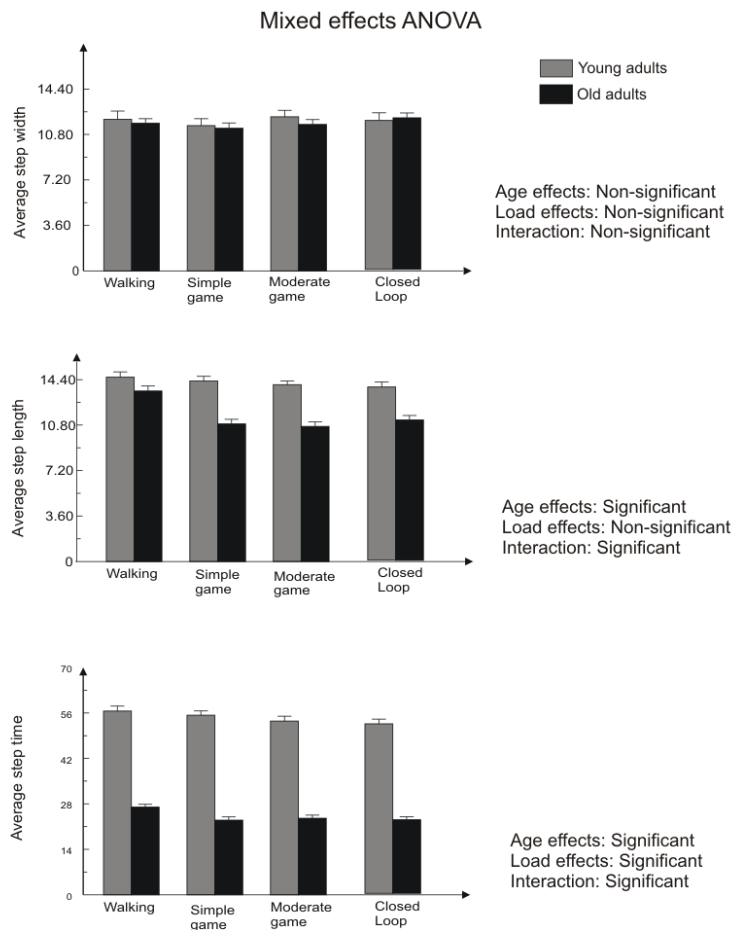 Mixed effects ANOVA
Young adults
Old adults
Average step width
14.40
10.80
7.20
3.60
0
Walking
Simple
game
Moderate
game
Closed
Loop
Age effects: Non-significant
Load effects: Non-significant
Interaction: Non-significant
Average step length
14.40
10.80
7.20
3.60
0
Walking
Simple
game
Moderate
game
Closed
Loop
Age effects: Significant
Load effects: Non-significant
Interaction: Significant
Average step time
70
56
42
28
14
0
Walking
Simple
game
Moderate
game
Closed
Loop
Age effects: Significant
Load effects: Significant
Interaction: Significant